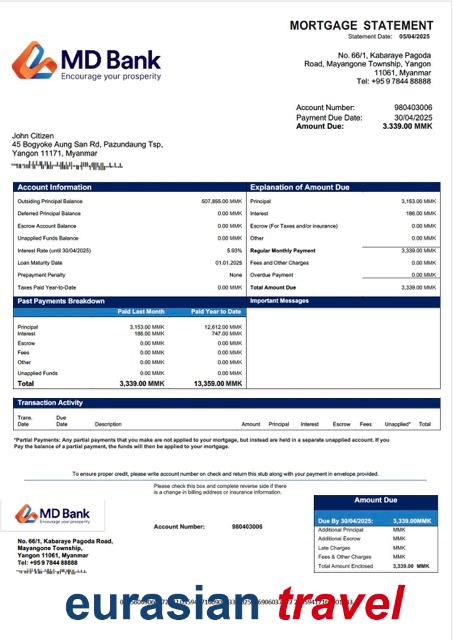 MORTGAGE STATEMENT
Statement Date: 05/04/2025
MD Bank
Encourage your prosperity
No. 66/1, Kabaraye Pagoda
Road, Mayangone Township, Yangon
11061, Myanmar
Tel: +95 9 7844 88888
Account Number: 980403006
Payment Due Date: 30/04/2025
Amount Due: 3.339.00 MMK
John Citizen
45 Bogyoke Aung San Rd, Pazundaung Tsp,
Yangon 11171, Myanmar
Account Information
Outsiding Principal Balance 507,855.00 MMK
Deferred Principal Balance 0.00 MMK
Escrow Account Balance 0.00 MMK
Unapplied Funds Balance 0.00 MMK
Interest Rate (until 30/04/2025) 5.93%
Loan Maturity Date 01.01.2025
Prepayment Penalty None
Taxes Paid Year-to-Date 0.00 MMK
Explanation of Amount Due
Principal 3,153.00 MMK
Interest 186.00 MMK
Escrow (For Taxes and/or insurance) 0.00 MMK
Other 0.00 MMK
Regular Monthly Payment 3,339.00 MMK
Fees and Other Charges 0.00 MMK
Overdue Payment 0.00 MMK
Total Amount Due 3,339.00 MMK
Past Payments Breakdown
Paid Last Month Paid Year to Date
Principal 3,153.00 MMK 12,612.00 MMK
Interest 186.00 MMK 747.00 MMK
Escrow 0.00 MMK 0.00 MMK
Fees 0.00 MMK 0.00 MMK
Other 0.00 MMK 0.00 MMK
Unapplied Funds 0.00 MMK 0.00 MMK
Total 3,339.00 MMK 13,359.00 MMK
Important Messages
Transaction Activity
Trans. Date Due Date Description Amount Principal Interest Escrow Fees Unapplied* Total
*Partial Payments: Any partial payments that you make are not applied to your mortgage, but instead are held in a separate unapplied account. If you
Pay the balance of a partial payment, the funds will then be applied to your mortgage.
To ensure proper credit, please write account number on check and return this stub along with your payment in envelope provided.
Please check this box and complete reverse side if there
is a change in billing address or insurance information.
MD Bank
Encourage your prosperity
Account Number: 980403006
No. 66/1, Kabaraye Pagoda Road,
Mayangone Township,
Yangon 11061, Myanmar
Tel: +95 9 7844 88888
Amount Due
Due By 30/04/2025: 3,339.00MMK
Additional Principal MMK
Additional Escrow MMK
Late Charges MMK
Fees & Other Charges MMK
Total Amount Enclosed 3,339.00 MMK
eurasian travel